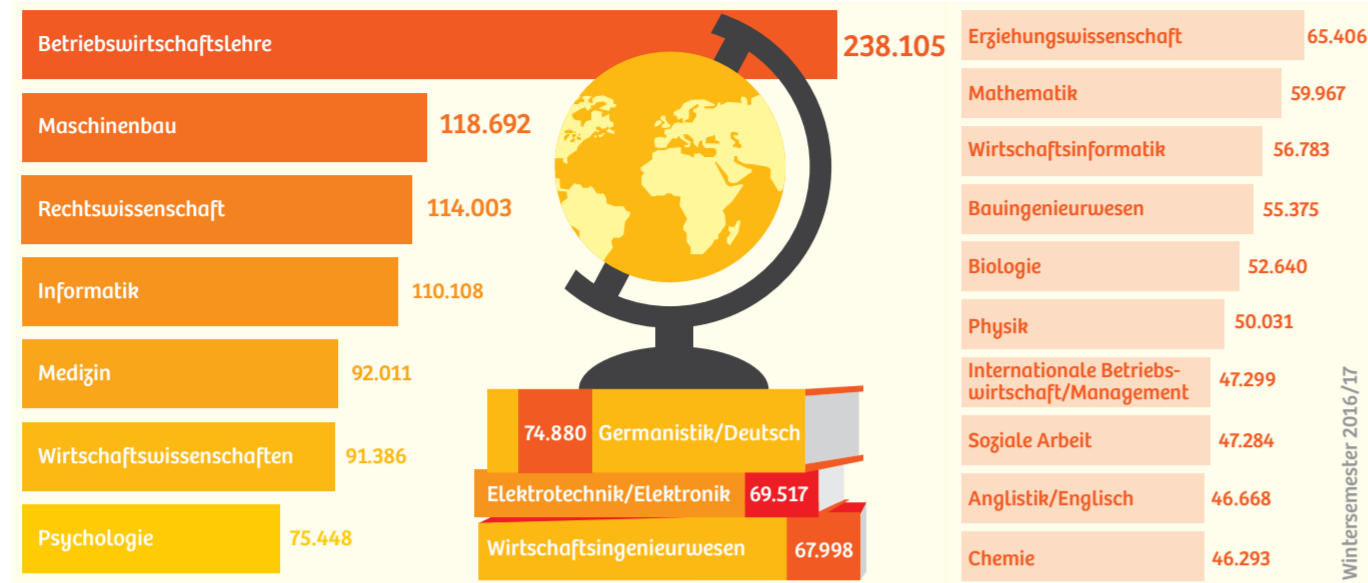 Betriebswirtschaftslehre
238.105
Maschinenbau
118.692
Rechtswissenschaft
114.003
Informatik
110.108
Medizin
92.011
Wirtschaftswissenschaften
91.386
Psychologie
75.448
74.880 Germanistik/Deutsch
Elektrotechnik/Elektronik 69.517
Wirtschaftsingenieurwesen 67.998
Erziehungswissenschaft 65.406
Mathematik 59.967
Wirtschaftsinformatik 56.783
Bauingenieurwesen 55.375
Biologie 52.640
Physik 50.031
Internationale Betriebs-
wirtschaft/Management
47.299
Soziale Arbeit 47.284
Anglistik/Englisch 46.668
Chemie 46.293
Wintersemester 2016/17